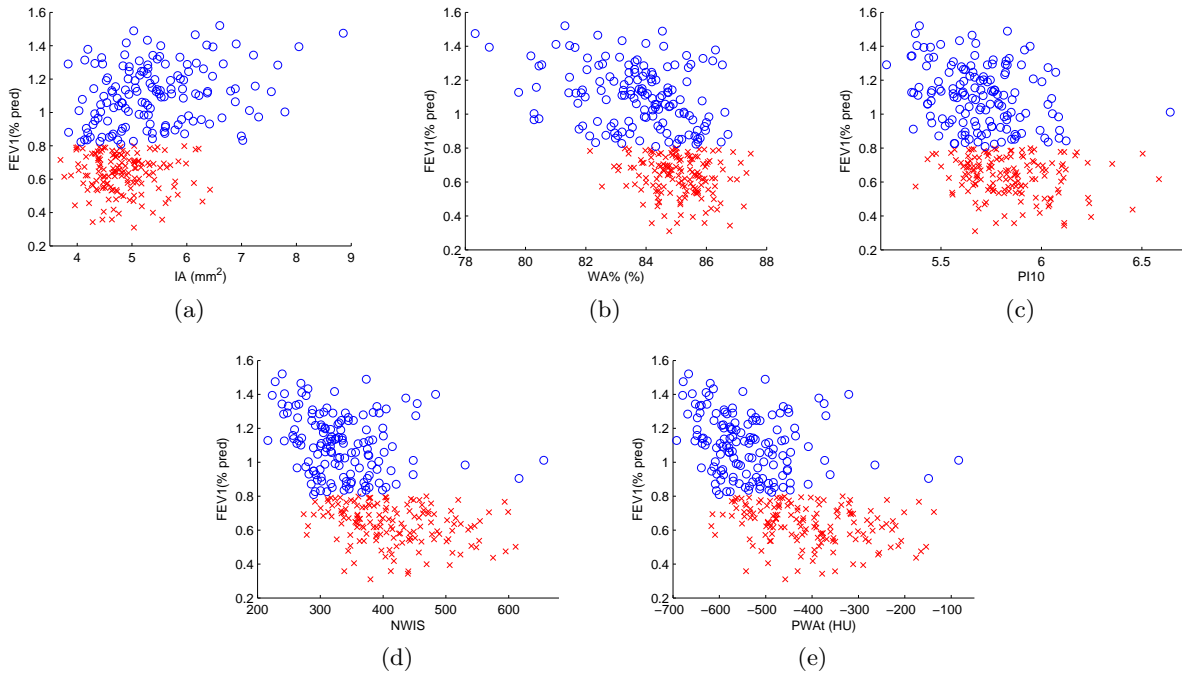 1.6
1.4
1.2
1
0.8
0.6
0.4
0.2
FEV1(% pred)
4 5 6 7 8 9
IA (mm²)
(a)
1.6
1.4
1.2
1
0.8
0.6
0.4
0.2
FEV1(% pred)
78 80 82 84 86 88
WA% (%)
(b)
1.6
1.4
1.2
1
0.8
0.6
0.4
0.2
FEV1(% pred)
5.5 6 6.5
PI10
(c)
1.6
1.4
1.2
1
0.8
0.6
0.4
0.2
FEV1(% pred)
200 300 400 500 600
NWIS
(d)
1.6
1.4
1.2
1
0.8
0.6
0.4
0.2
FEV1(% pred)
−700 −600 −500 −400 −300 −200 −100
PWAt (HU)
(e)